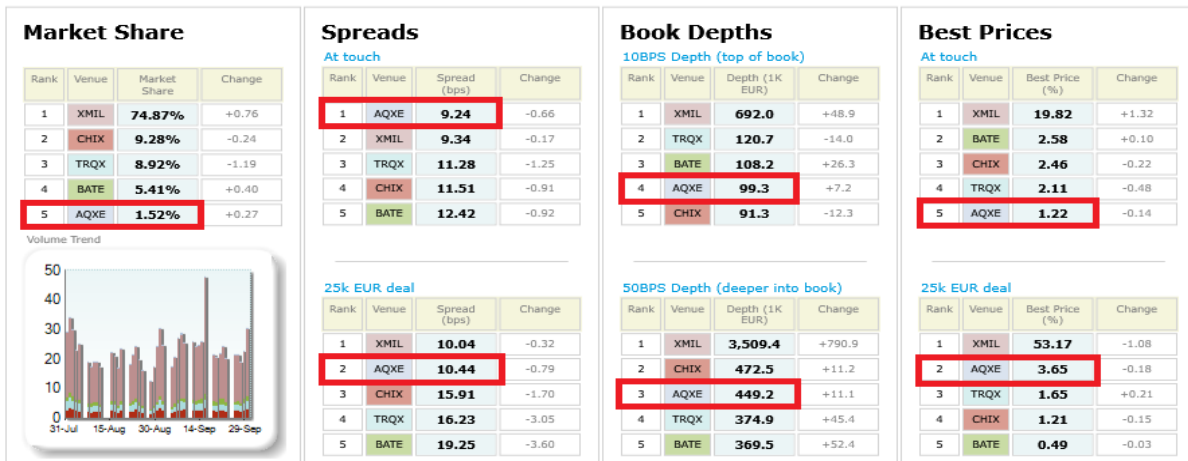 Market Share
Rank Venue Market Share Change
1 XMIL 74.87% +0.76
2 CHIX 9.28% -0.24
3 TRQX 8.92% -1.19
4 BATE 5.41% +0.40
5 AQXE 1.52% +0.27
Volume Trend
50
40
30
20
10
0
31-Jul 15-Aug 30-Aug 14-Sep 29-Sep
Spreads
At touch
Rank Venue Spread (bps) Change
1 AQXE 9.24 -0.66
2 XMIL 9.34 -0.17
3 TRQX 11.28 -1.25
4 CHIX 11.51 -0.91
5 BATE 12.42 -0.92
25k EUR deal
Rank Venue Spread (bps) Change
1 XMIL 10.04 -0.32
2 AQXE 10.44 -0.79
3 CHIX 15.91 -1.70
4 TRQX 16.23 -3.05
5 BATE 19.25 -3.60
Book Depths
10BPS Depth (top of book)
Rank Venue Depth (1K EUR) Change
1 XMIL 692.0 +48.9
2 TRQX 120.7 -14.0
3 BATE 108.2 +26.3
4 AQXE 99.3 +7.2
5 CHIX 91.3 -12.3
50BPS Depth (deeper into book)
Rank Venue Depth (1K EUR) Change
1 XMIL 3,509.4 +790.9
2 CHIX 472.5 +11.2
3 AQXE 449.2 +11.1
4 TRQX 374.9 +45.4
5 BATE 369.5 +52.4
Best Prices
At touch
Rank Venue Best Price (%) Change
1 XMIL 19.82 +1.32
2 BATE 2.58 +0.10
3 CHIX 2.46 -0.22
4 TRQX 2.11 -0.48
5 AQXE 1.22 -0.14
25k EUR deal
Rank Venue Best Price (%) Change
1 XMIL 53.17 -1.08
2 AQXE 3.65 -0.18
3 TRQX 1.65 +0.21
4 CHIX 1.21 -0.15
5 BATE 0.49 -0.03